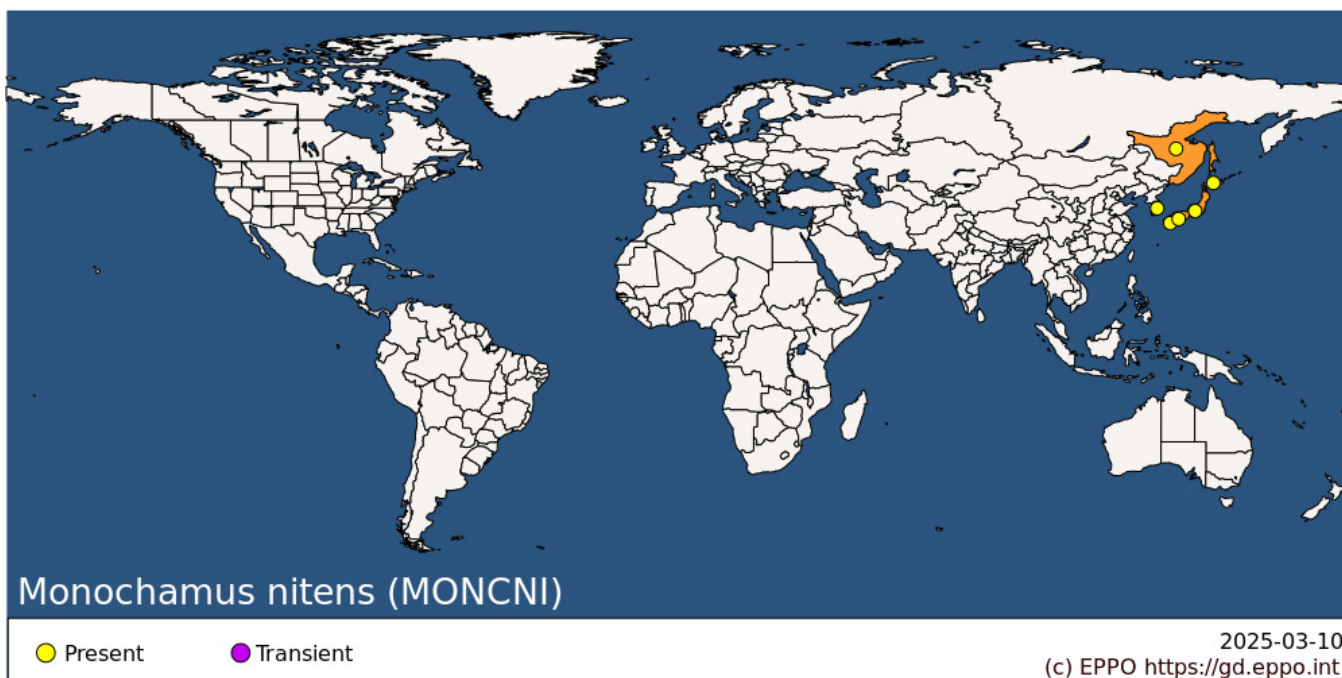 Monochamus nitens (MONCNI)
Present
Transient
2025-03-10
(c) EPPO https://gd.eppo.int